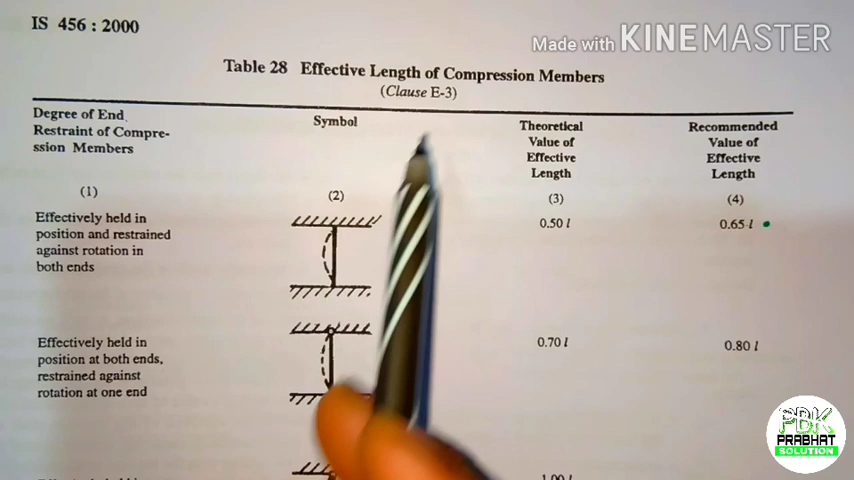 IS 456 : 2000
Made with KINEMASTER
Table 28 Effective Length of Compression Members
(Clause E-3)
Degree of End
Restraint of Compre-
ssion Members
Symbol
Theoretical
Value of
Effective
Length
Recommended
Value of
Effective
Length
(1)
(2)
(3)
(4)
Effectively held in
position and restrained
against rotation in
both ends
0.50 l
0.65 l
Effectively held in
position at both ends,
restrained against
rotation at one end
0.70 l
0.80 l
1.00 l
PBK
PRABHAT
SOLUTION